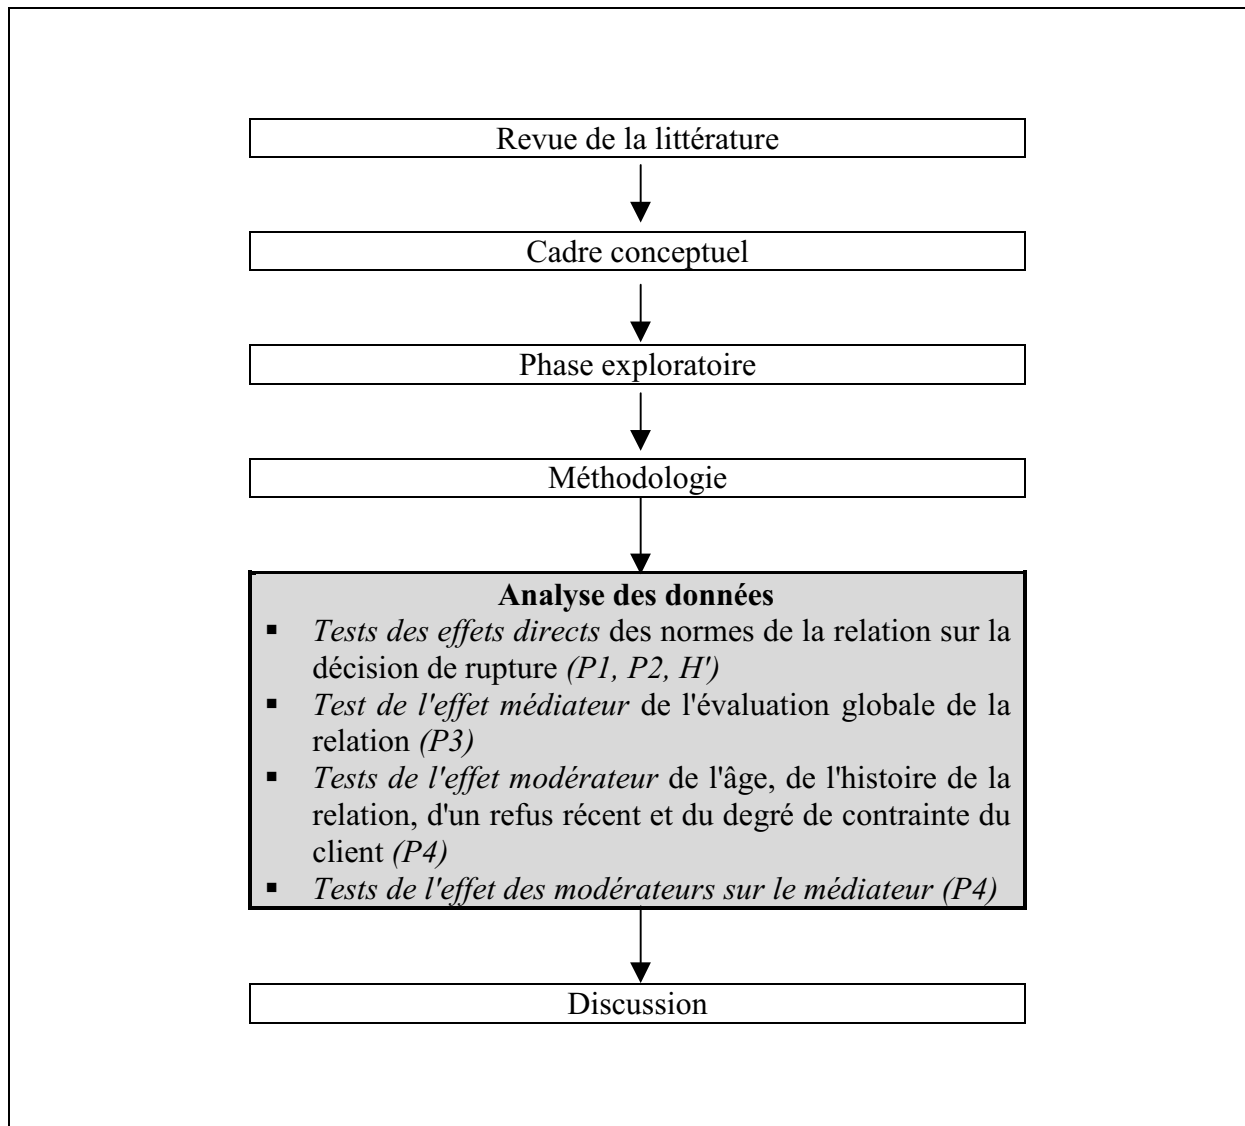 Revue de la littérature
Cadre conceptuel
Phase exploratoire
Méthodologie
Analyse des données
▪ Tests des effets directs des normes de la relation sur la
décision de rupture (P1, P2, H')
▪ Test de l'effet médiateur de l'évaluation globale de la
relation (P3)
▪ Tests de l'effet modérateur de l'âge, de l'histoire de la
relation, d'un refus récent et du degré de contrainte du
client (P4)
▪ Tests de l'effet des modérateurs sur le médiateur (P4)
Discussion